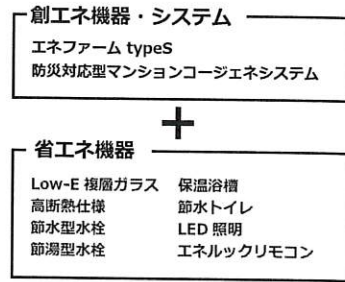 創エネ機器・システム
エネファーム typeS
防災対応型マンションコージェネシステム
+
省エネ機器
Low-E 複層ガラス 保温浴槽
高断熱仕様 節水トイレ
節水型水栓 LED 照明
節湯型水栓 エネルックリモコン